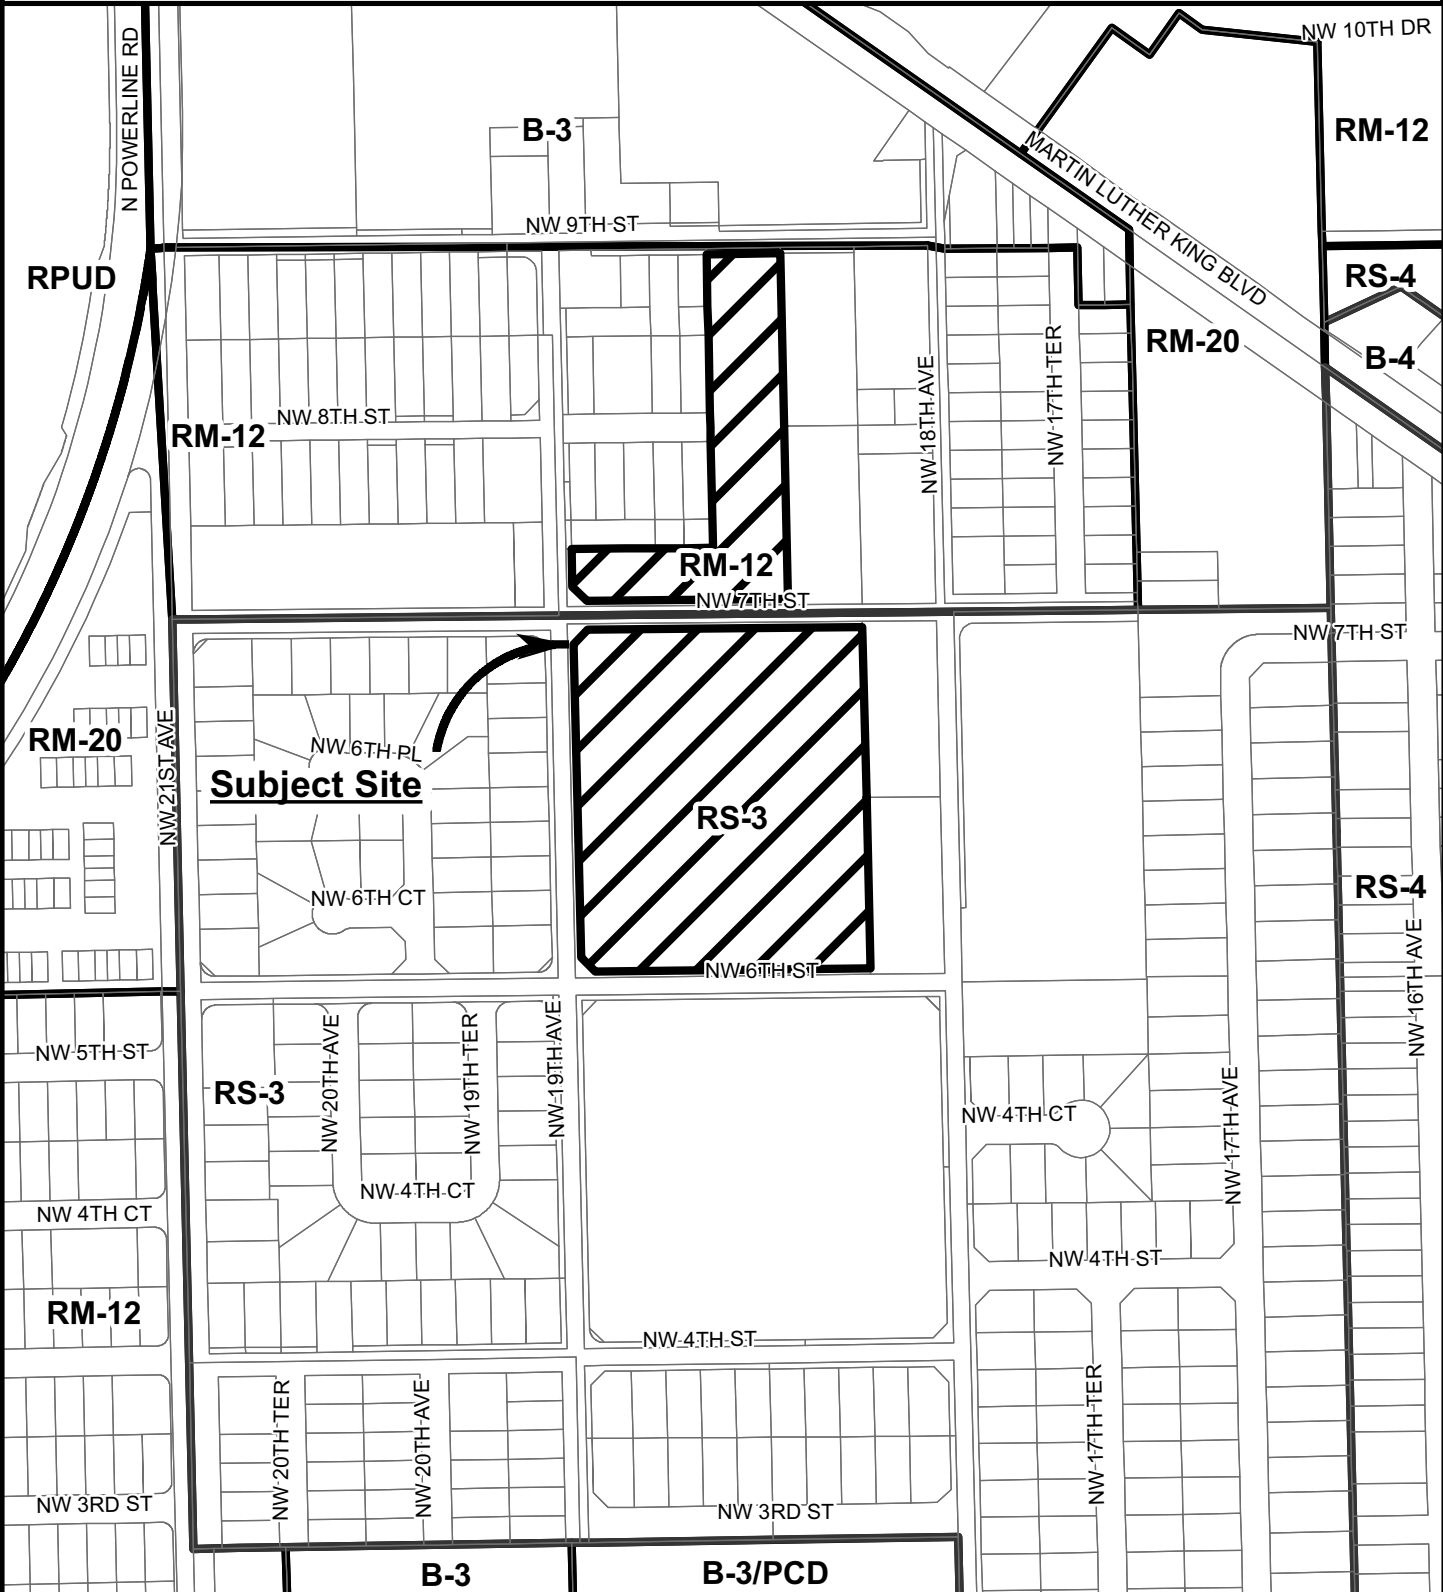 NW 10TH DR
N POWERLINE RD
B-3
RM-12
MARTIN LUTHER KING BLVD
NW 9TH ST
RPUD
RS-4
RM-20
B-4
NW 18TH AVE
NW 17TH TER
NW 8TH ST
RM-12
RM-12
NW 7TH ST
NW 7TH ST
RM-20
NW 21ST AVE
NW 6TH PL
Subject Site
RS-3
NW 6TH CT
RS-4
NW 16TH AVE
NW 6TH ST
NW 5TH ST
RS-3
NW 20TH AVE
NW 19TH TER
NW 19TH AVE
NW 4TH CT
NW 17TH AVE
NW 4TH CT
NW 4TH CT
NW 4TH ST
RM-12
NW 4TH ST
NW 20TH TER
NW 20TH AVE
NW 17TH TER
NW 3RD ST
NW 3RD ST
B-3
B-3/PCD